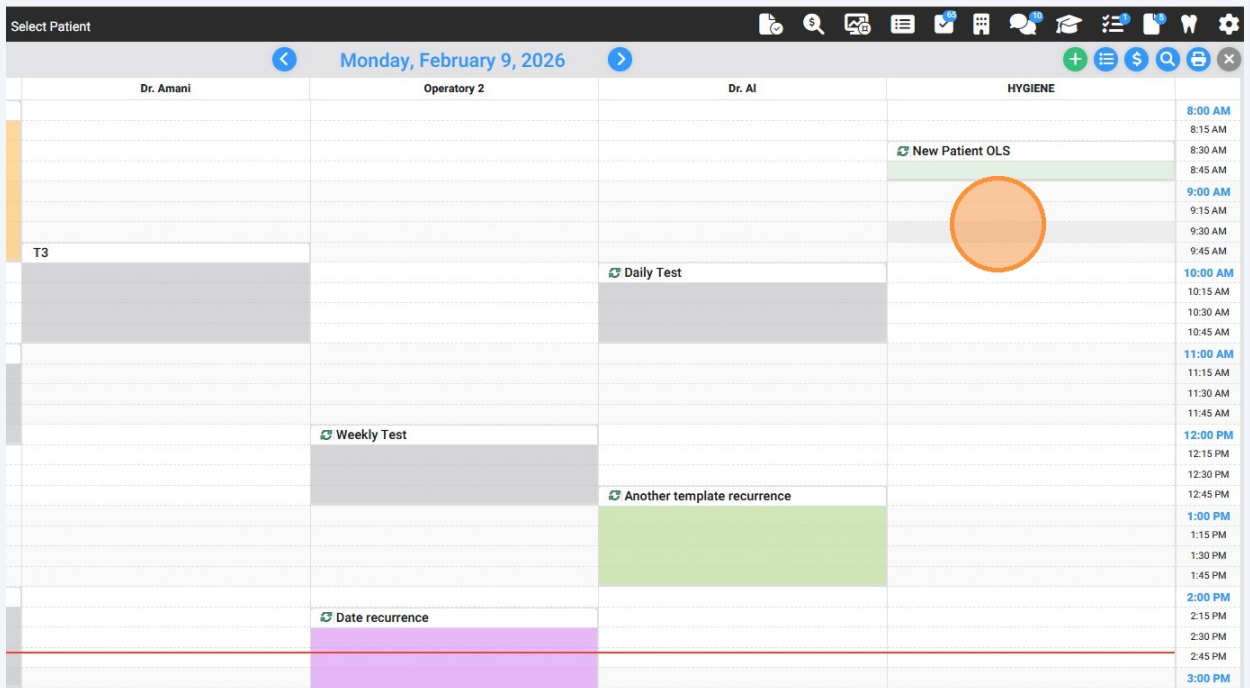 Select Patient
65
10
1
5
Monday, February 9, 2026
Dr. Amani
Operatory 2
Dr. Al
HYGIENE
8:00 AM
8:15 AM
New Patient OLS
8:30 AM
8:45 AM
9:00 AM
9:15 AM
9:30 AM
T3
9:45 AM
Daily Test
10:00 AM
10:15 AM
10:30 AM
10:45 AM
11:00 AM
11:15 AM
11:30 AM
11:45 AM
Weekly Test
12:00 PM
12:15 PM
12:30 PM
Another template recurrence
12:45 PM
1:00 PM
1:15 PM
1:30 PM
1:45 PM
2:00 PM
Date recurrence
2:15 PM
2:30 PM
2:45 PM
3:00 PM